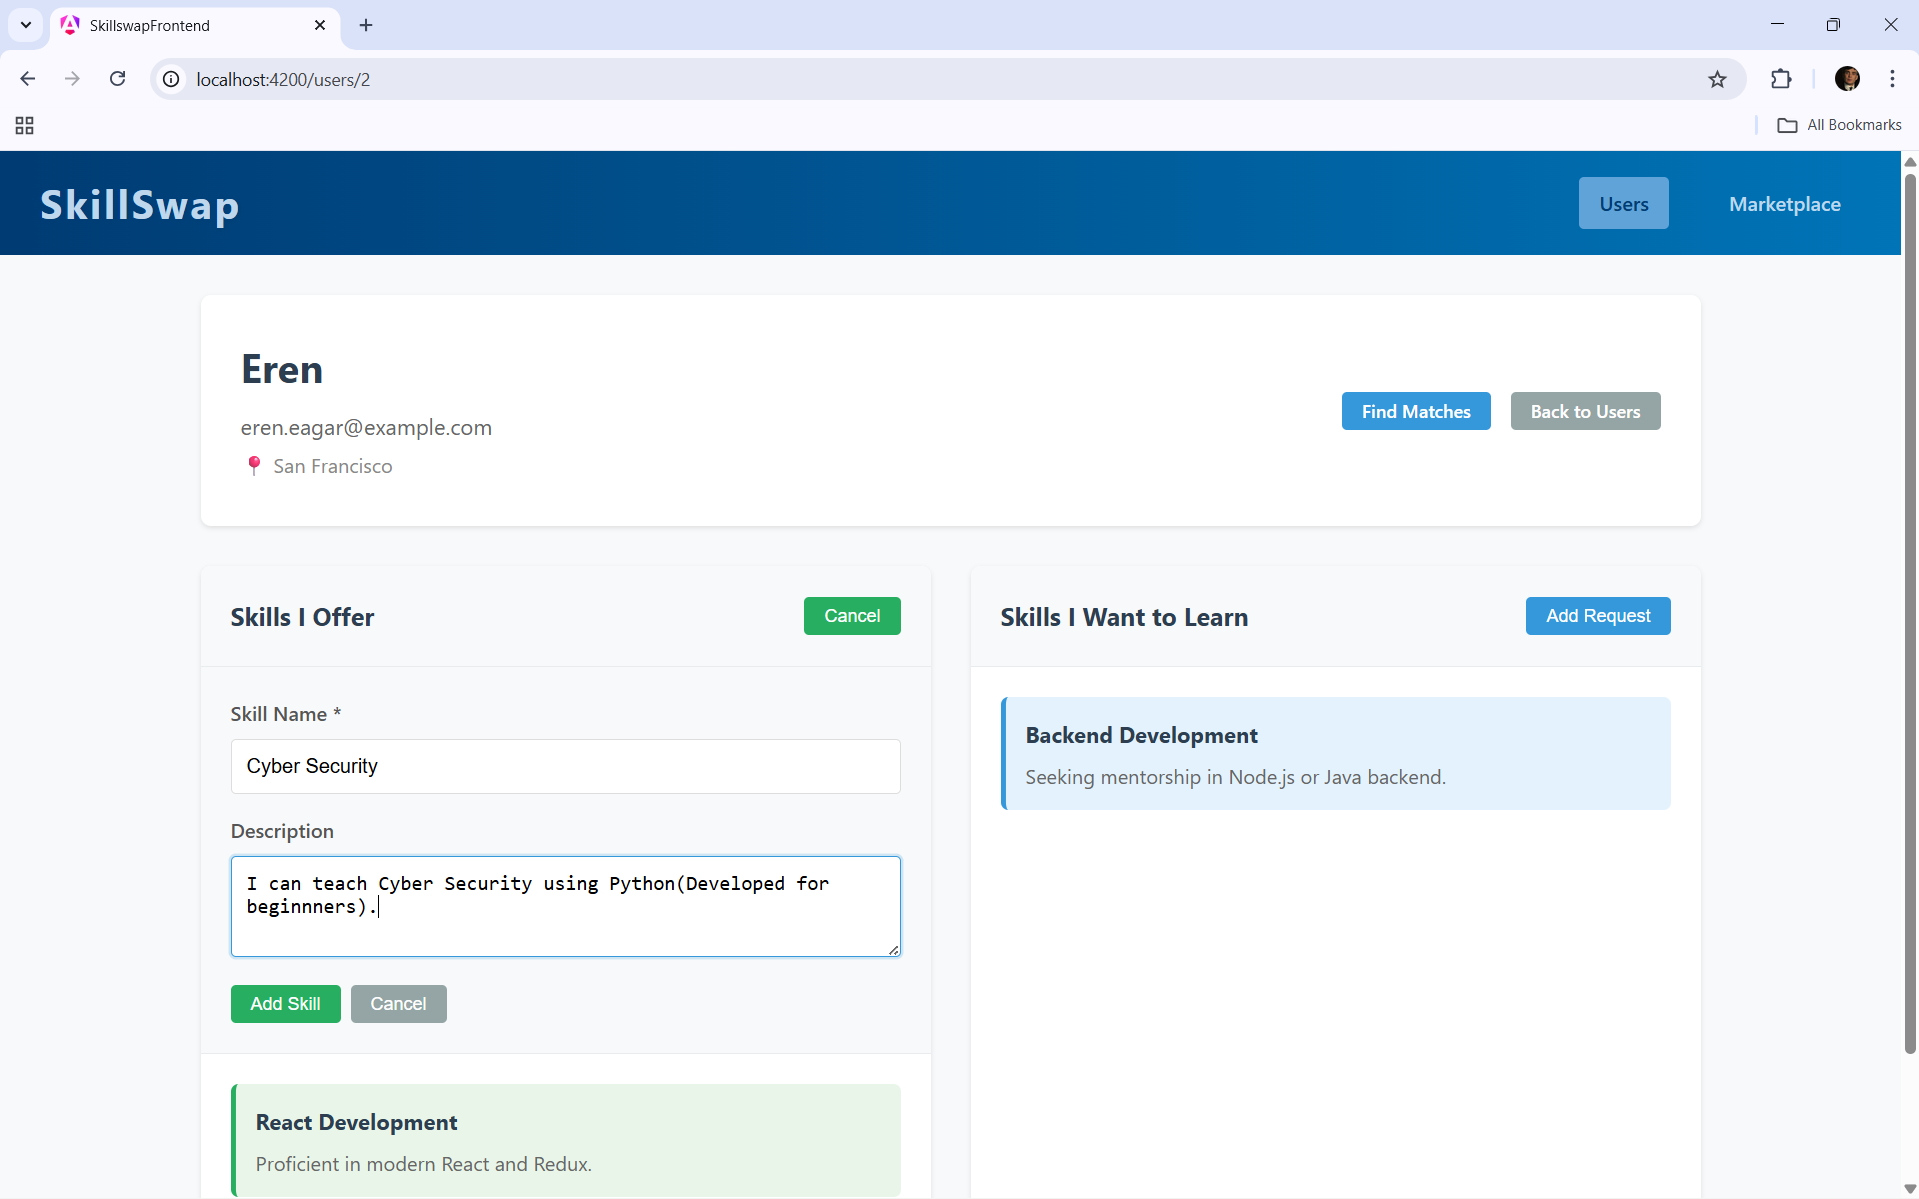 SkillswapFrontend
localhost:4200/users/2
All Bookmarks
SkillSwap
Users
Marketplace
Eren
eren.eagar@example.com
San Francisco
Find Matches
Back to Users
Skills I Offer
Cancel
Skill Name *
Cyber Security
Description
I can teach Cyber Security using Python(Developed for
beginnners).
Add Skill
Cancel
React Development
Proficient in modern React and Redux.
Skills I Want to Learn
Add Request
Backend Development
Seeking mentorship in Node.js or Java backend.